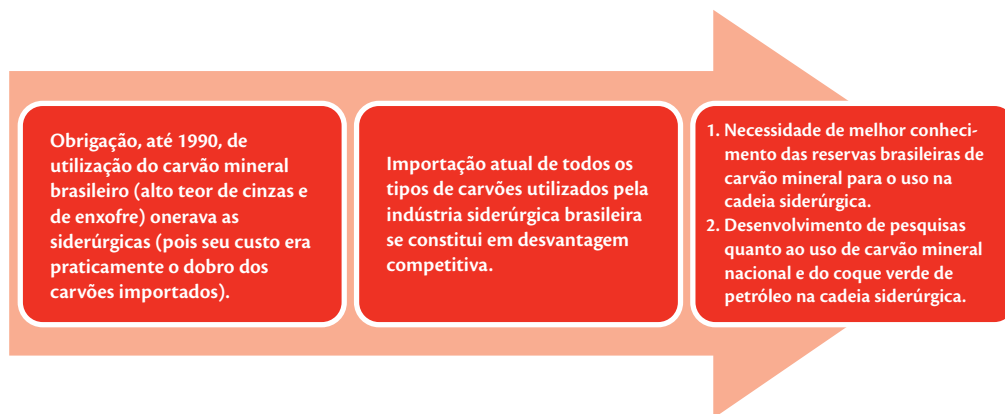 Obrigação, até 1990, de
utilização do carvão mineral
brasileiro (alto teor de cinzas e
de enxofre) onerava as
siderúrgicas (pois seu custo era
praticamente o dobro dos
carvões importados).
Importação atual de todos os
tipos de carvões utilizados pela
indústria siderúrgica brasileira
se constitui em desvantagem
competitiva.
1. Necessidade de melhor conheci-
mento das reservas brasileiras de
carvão mineral para o uso na
cadeia siderúrgica.
2. Desenvolvimento de pesquisas
quanto ao uso de carvão mineral
nacional e do coque verde de
petróleo na cadeia siderúrgica.